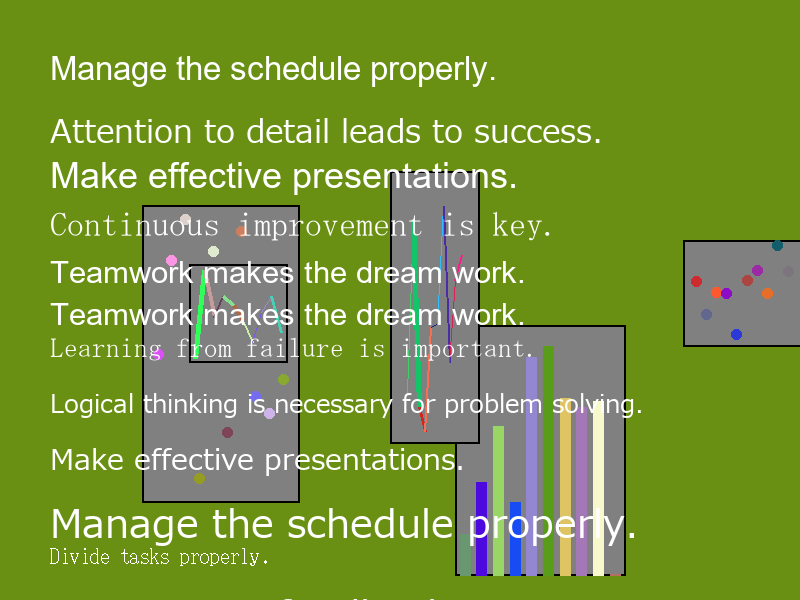 Manage the schedule properly.
Attention to detail leads to success.
Make effective presentations.
Continuous improvement is key.
Teamwork makes the dream work.
Teamwork makes the dream work.
Learning from failure is important.
Logical thinking is necessary for problem solving.
Make effective presentations.
Manage the schedule properly.
Divide tasks properly.